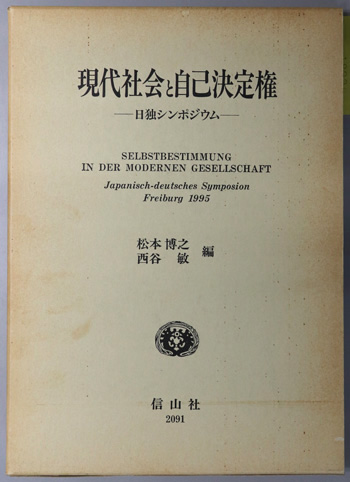 現代社会と自己決定権
―日独シンポジウム―
SELBSTBESTIMMUNG
IN DER MODERNEN GESELLSCHAFT
Japanisch-deutsches Symposion
Freiburg 1995
松本 博之
西谷 敏 編
信山社
2091